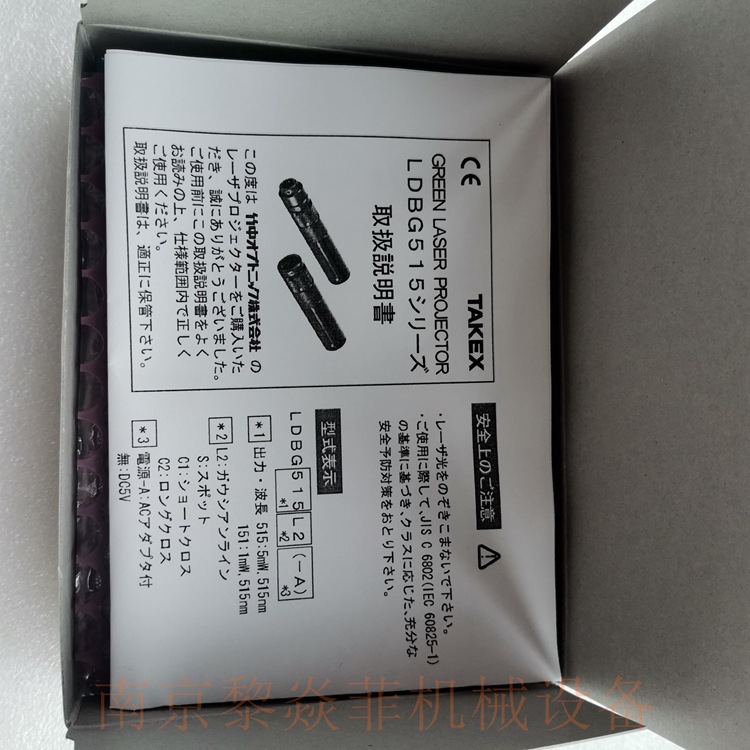 TAKEX
CE
GREEN LASER PROJECTOR
LDBG515シリーズ
取扱説明書
この度は 竹中オプトニック株式会社 の
レーザプロジェクターをご購入いた
だき、誠にありがとうございました。
ご使用前にこの取扱説明書をよく
お読みの上、仕様範囲内で正しく
ご使用ください。
取扱説明書は、適正に保管下さい。
安全上のご注意
・レーザ光をのぞきこまないで下さい。
・ご使用に際して、JIS C 6802(IEC 60825-1)
の基準に基づき、クラスに応じた、充分な
安全予防対策をおとり下さい。
型式表示
LDBG515L2(-A)
*1 *2 *3
*1 出力・波長 515:5mW,515nm
151:1mW,515nm
*2 L2:ガウシアンライン
S:スポット
C1:ショートクロス
C2:ロングクロス
*3 電源-A:ACアダプタ付
無:DC5V
南京黎焱菲机械设备